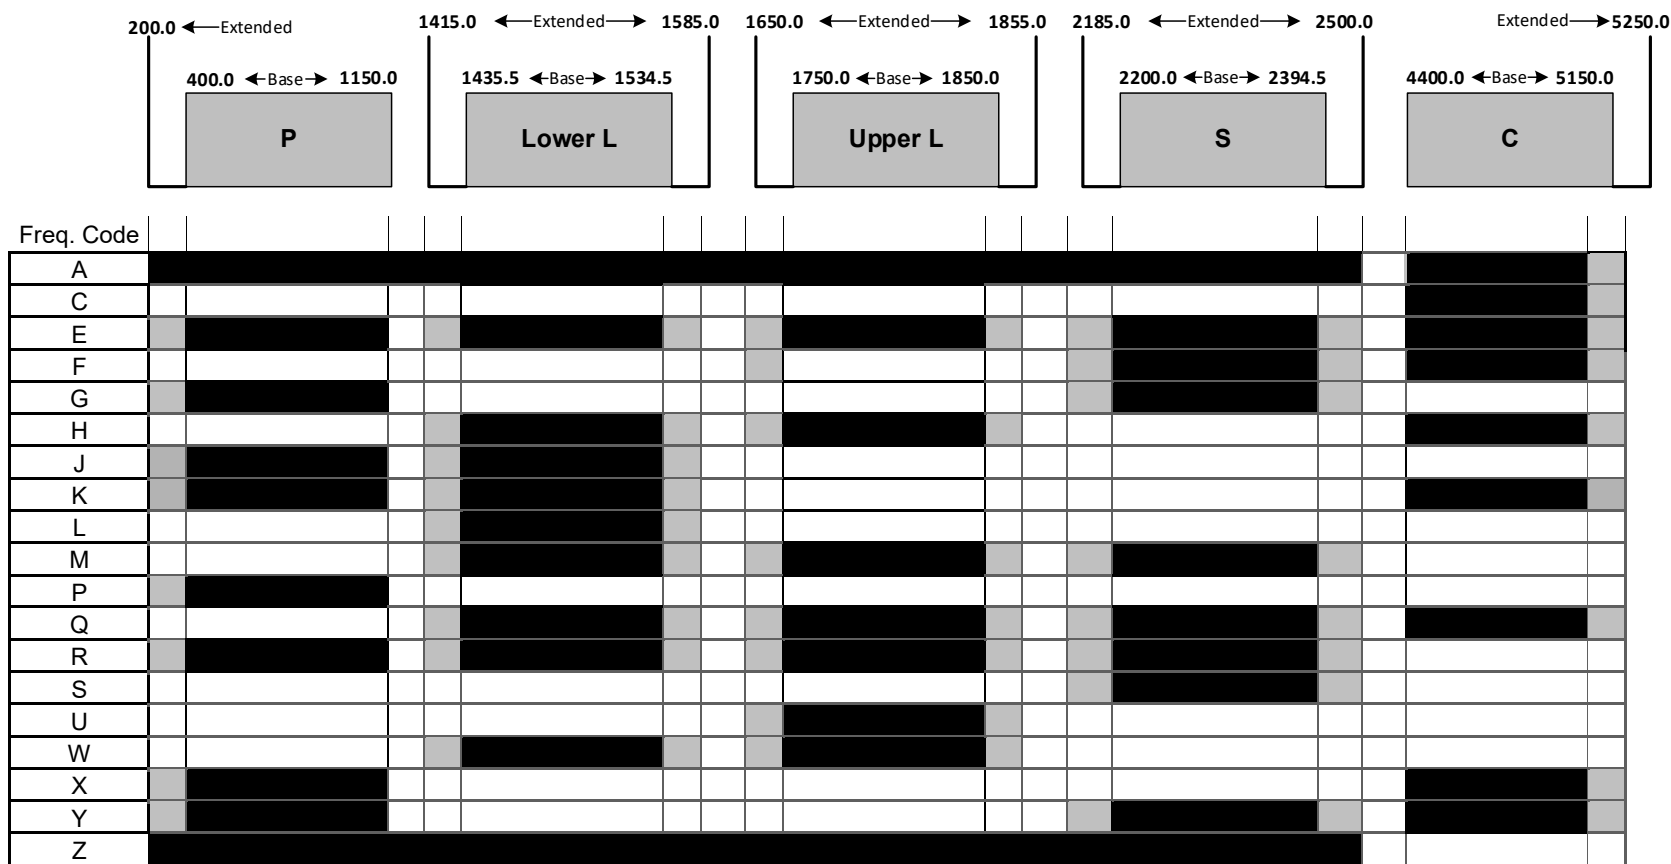 200.0 Extended
1415.0 Extended 1585.0
1650.0 Extended 1855.0
2185.0 Extended 2500.0
Extended 5250.0
400.0 Base 1150.0
1435.5 Base 1534.5
1750.0 Base 1850.0
2200.0 Base 2394.5
4400.0 Base 5150.0
P
Lower L
Upper L
S
C
Freq. Code
A
C
E
F
G
H
J
K
L
M
P
Q
R
S
U
W
X
Y
Z